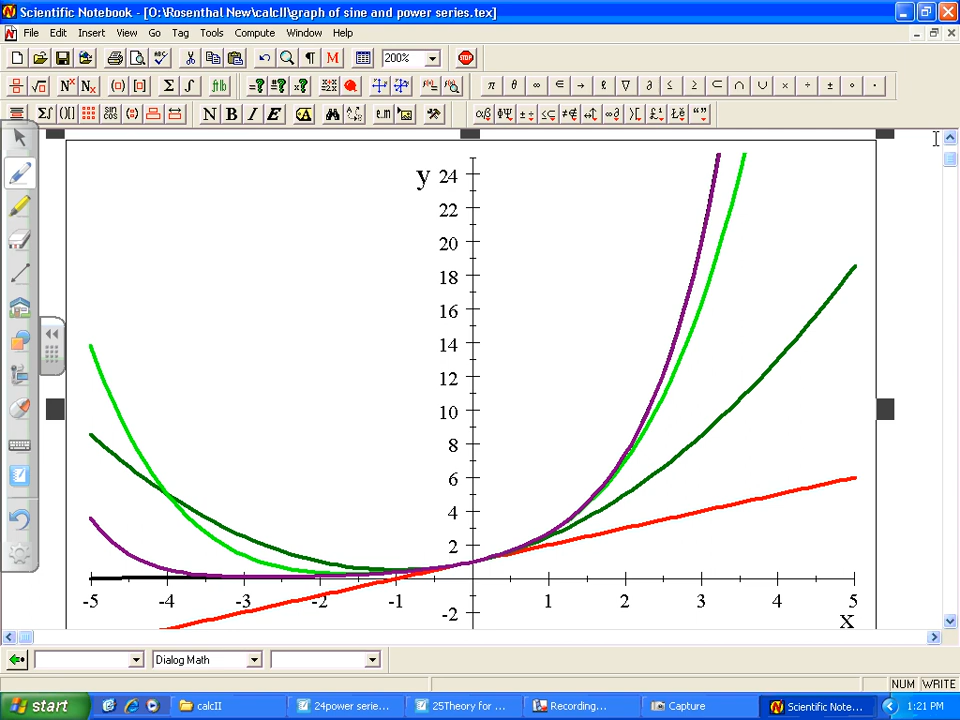 Scientific Notebook - [O:\Rosenthal New\calcII\graph of sine and power series.tex]
File Edit Insert View Go Tag Tools Compute Window Help
200%
STOP
y
24
22
20
18
16
14
12
10
8
6
4
2
-5 -4 -3 -2 -1 1 2 3 4 5
-2
x
Dialog Math
NUM WRITE
start calcII 24power serie... 25Theory for ... Recording... Capture Scientific Note... 1:21 PM